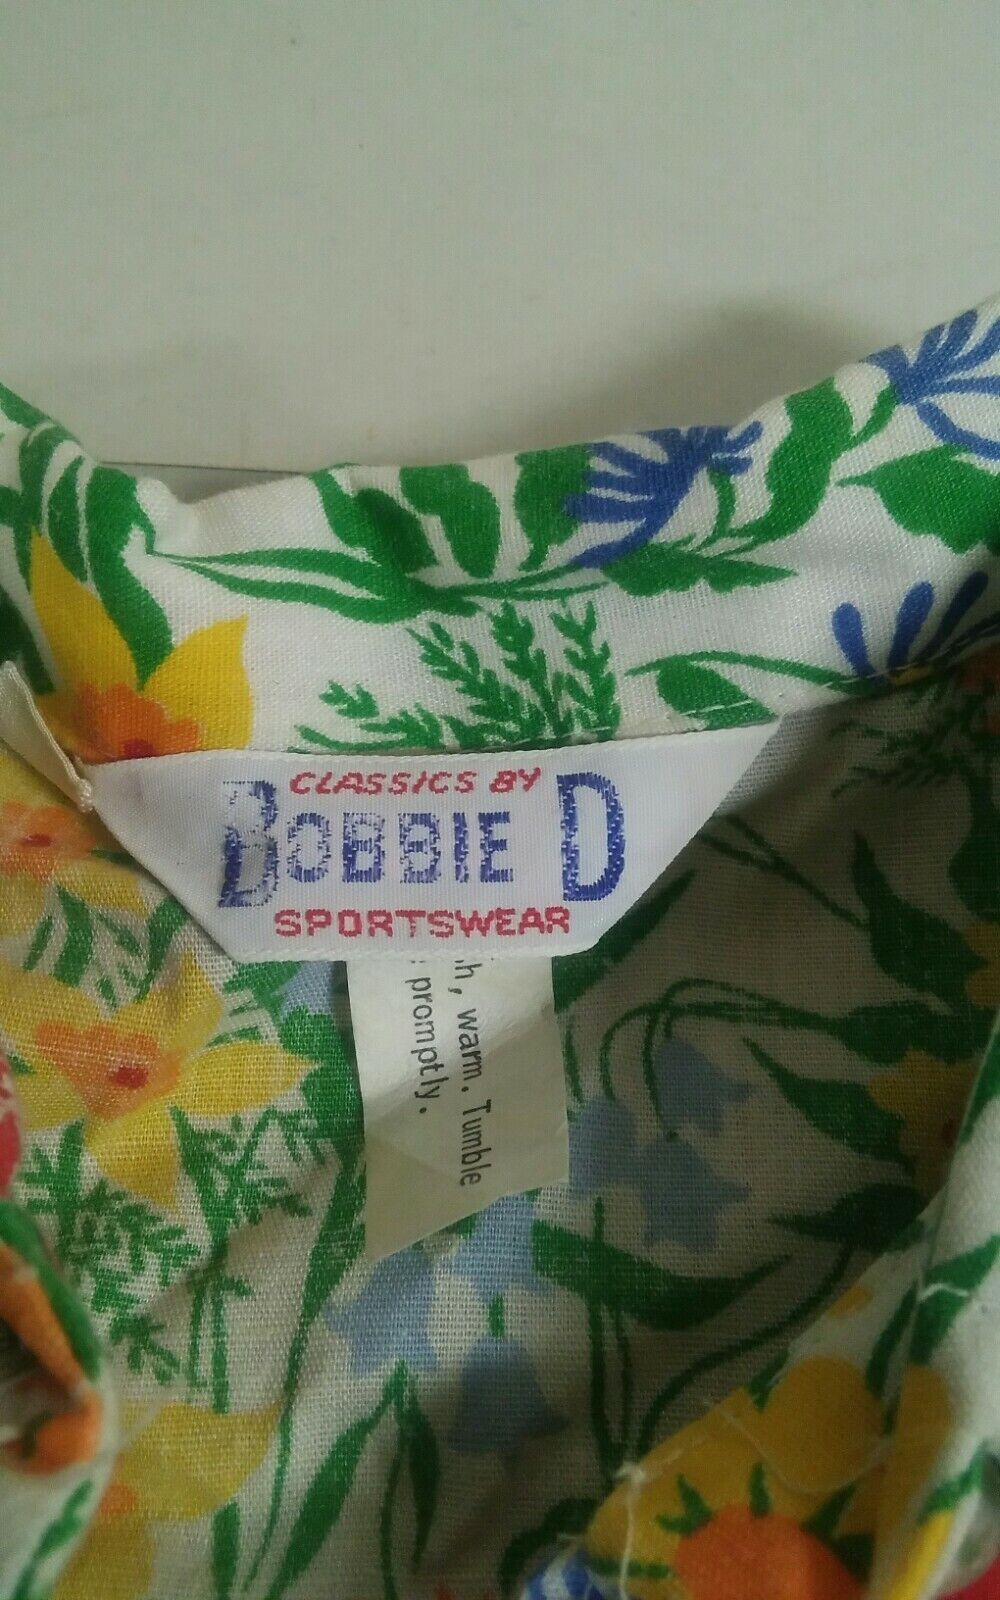 CLASSICS BY
BOBBIE D
SPORTSWEAR
warm. Tumble
promptly.